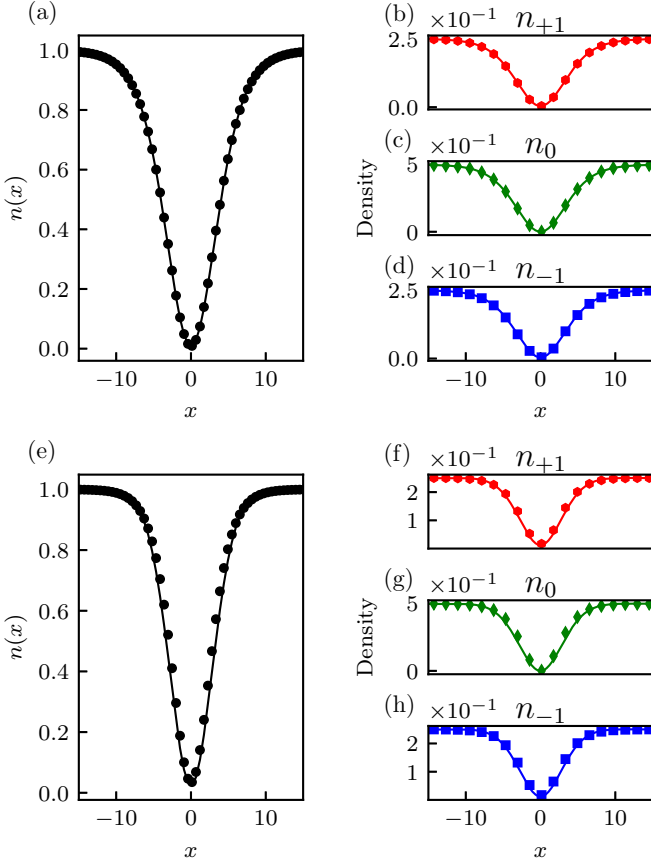 (a)
1.0
0.8
0.6
0.4
0.2
0.0
n(x)
−10 0 10
x
(b) ×10⁻¹ n₊₁
2.5
0.0
(c) ×10⁻¹ n₀
5
0
Density
(d) ×10⁻¹ n₋₁
2.5
0.0
−10 0 10
x
(e)
1.0
0.8
0.6
0.4
0.2
0.0
n(x)
−10 0 10
x
(f) ×10⁻¹ n₊₁
2
1
(g) ×10⁻¹ n₀
5
0
Density
(h) ×10⁻¹ n₋₁
2
1
−10 0 10
x